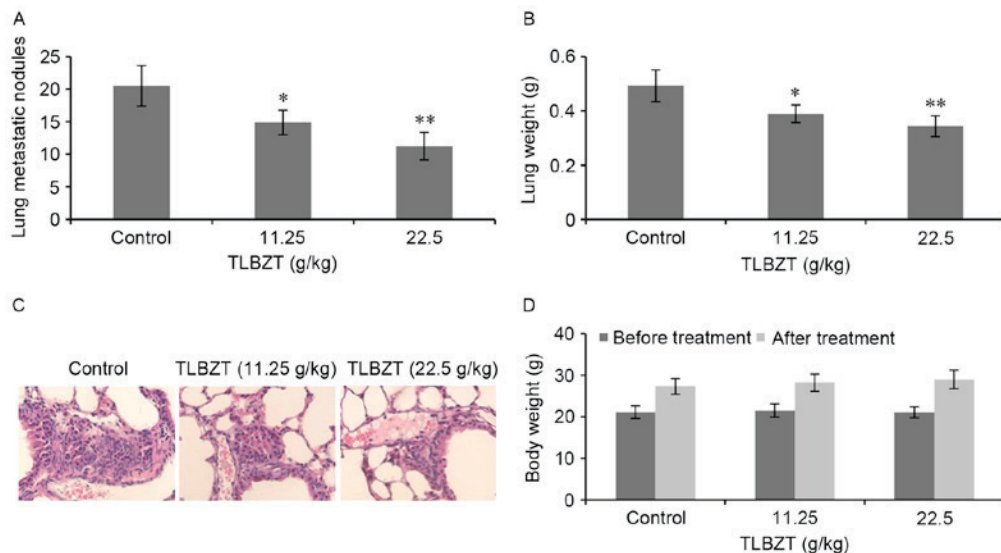 A
Lung metastatic nodules
25
20
15
10
5
0
*
**
Control 11.25 22.5
TLBZT (g/kg)
B
Lung weight (g)
0.6
0.4
0.2
0
*
**
Control 11.25 22.5
TLBZT (g/kg)
C
Control TLBZT (11.25 g/kg) TLBZT (22.5 g/kg)
D
Body weight (g)
40
30
20
10
0
Before treatment After treatment
Control 11.25 22.5
TLBZT (g/kg)